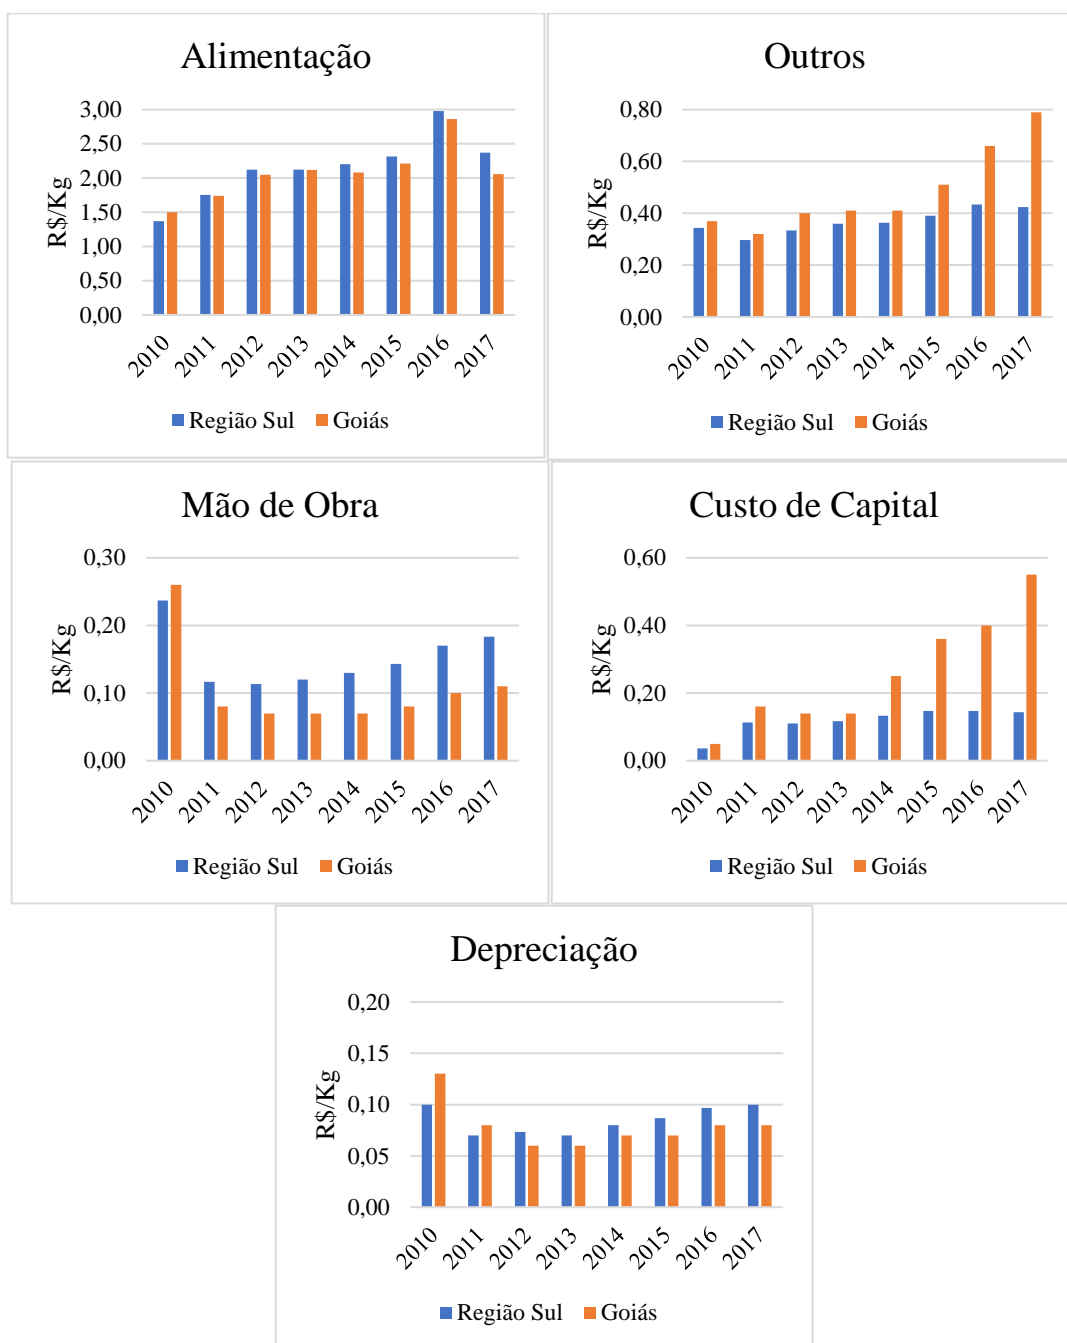 Alimentação
R$/Kg
3,00
2,50
2,00
1,50
1,00
0,50
0,00
2010 2011 2012 2013 2014 2015 2016 2017
Região Sul Goiás
Outros
R$/Kg
0,80
0,60
0,40
0,20
0,00
2010 2011 2012 2013 2014 2015 2016 2017
Região Sul Goiás
Mão de Obra
R$/Kg
0,30
0,20
0,10
0,00
2010 2011 2012 2013 2014 2015 2016 2017
Região Sul Goiás
Custo de Capital
R$/Kg
0,60
0,40
0,20
0,00
2010 2011 2012 2013 2014 2015 2016 2017
Região Sul Goiás
Depreciação
R$/Kg
0,20
0,15
0,10
0,05
0,00
2010 2011 2012 2013 2014 2015 2016 2017
Região Sul Goiás